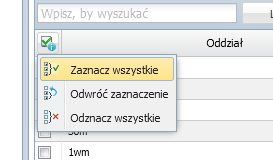 Wpisz, by wyszukać
Oddział
Zaznacz wszystkie
Odwróć zaznaczenie
Odznacz wszystkie
1wm